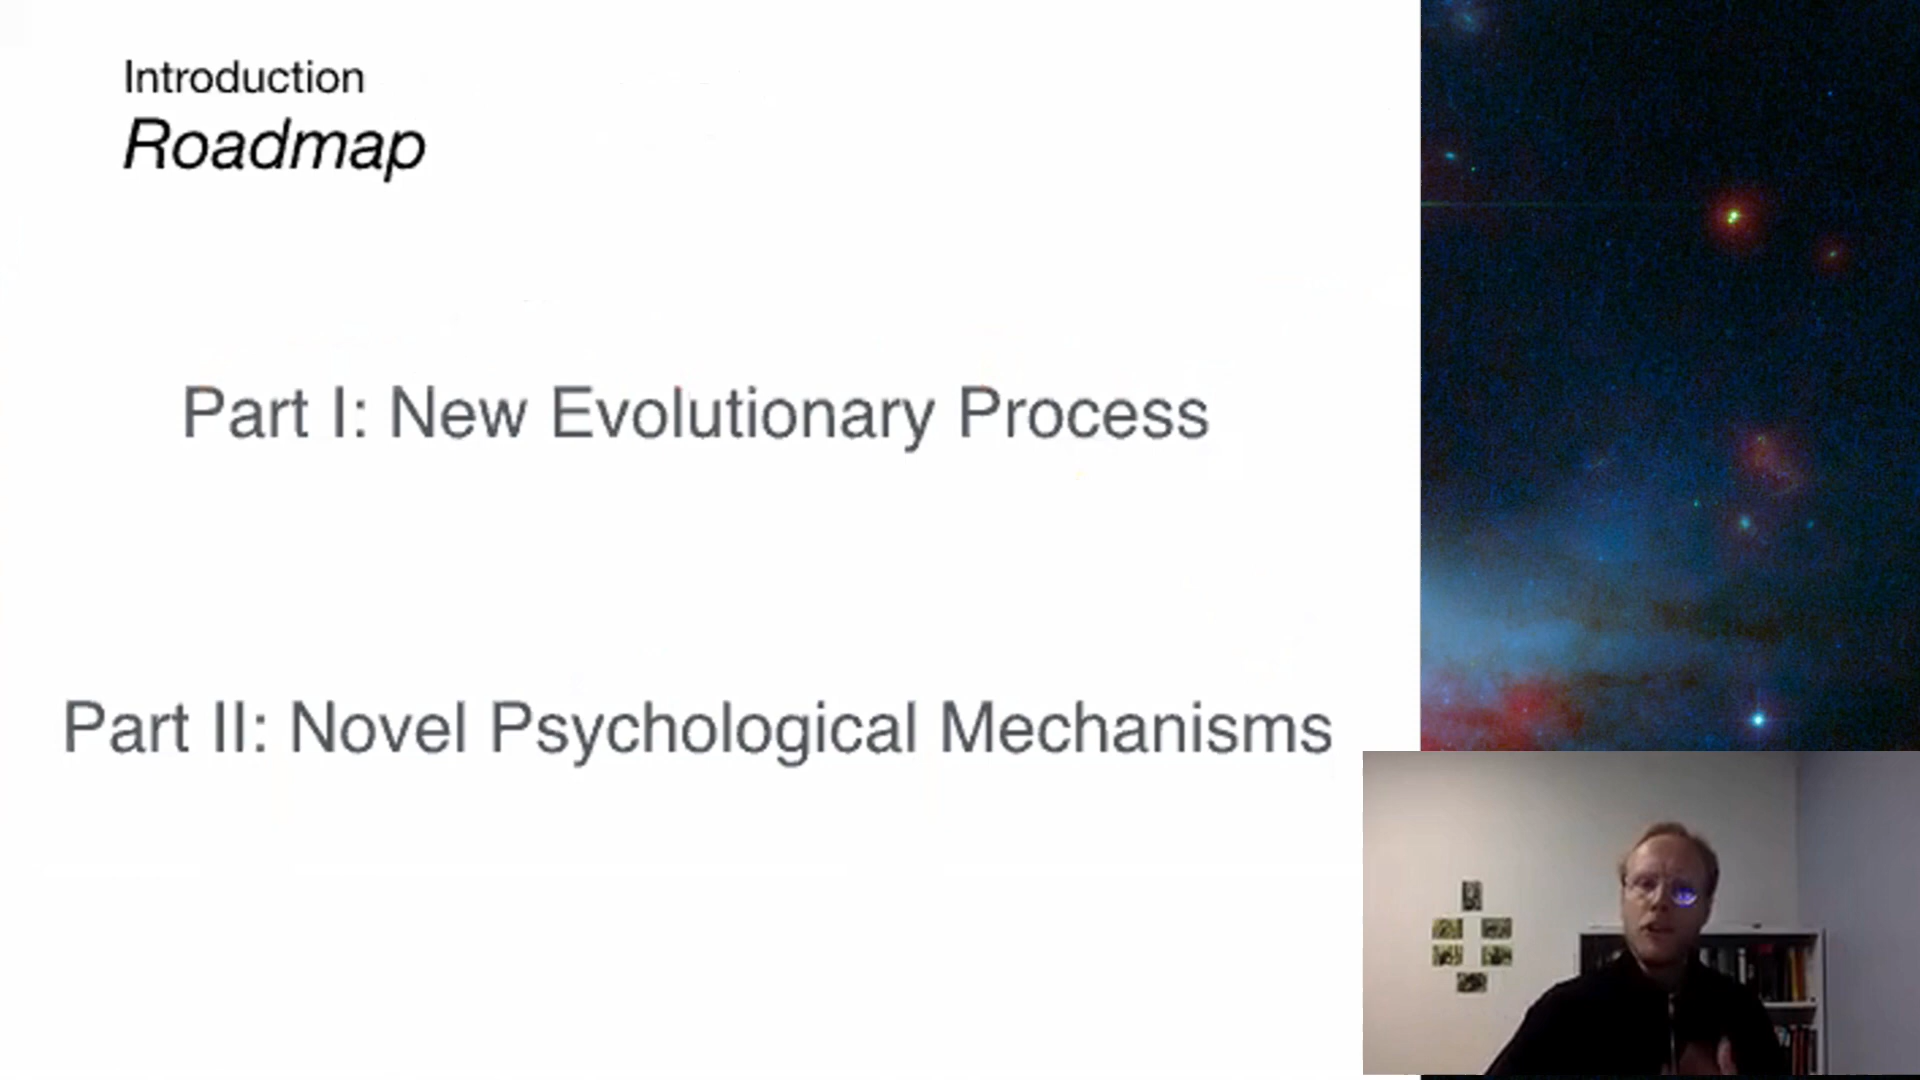 Introduction
Roadmap
Part I: New Evolutionary Process
Part II: Novel Psychological Mechanisms